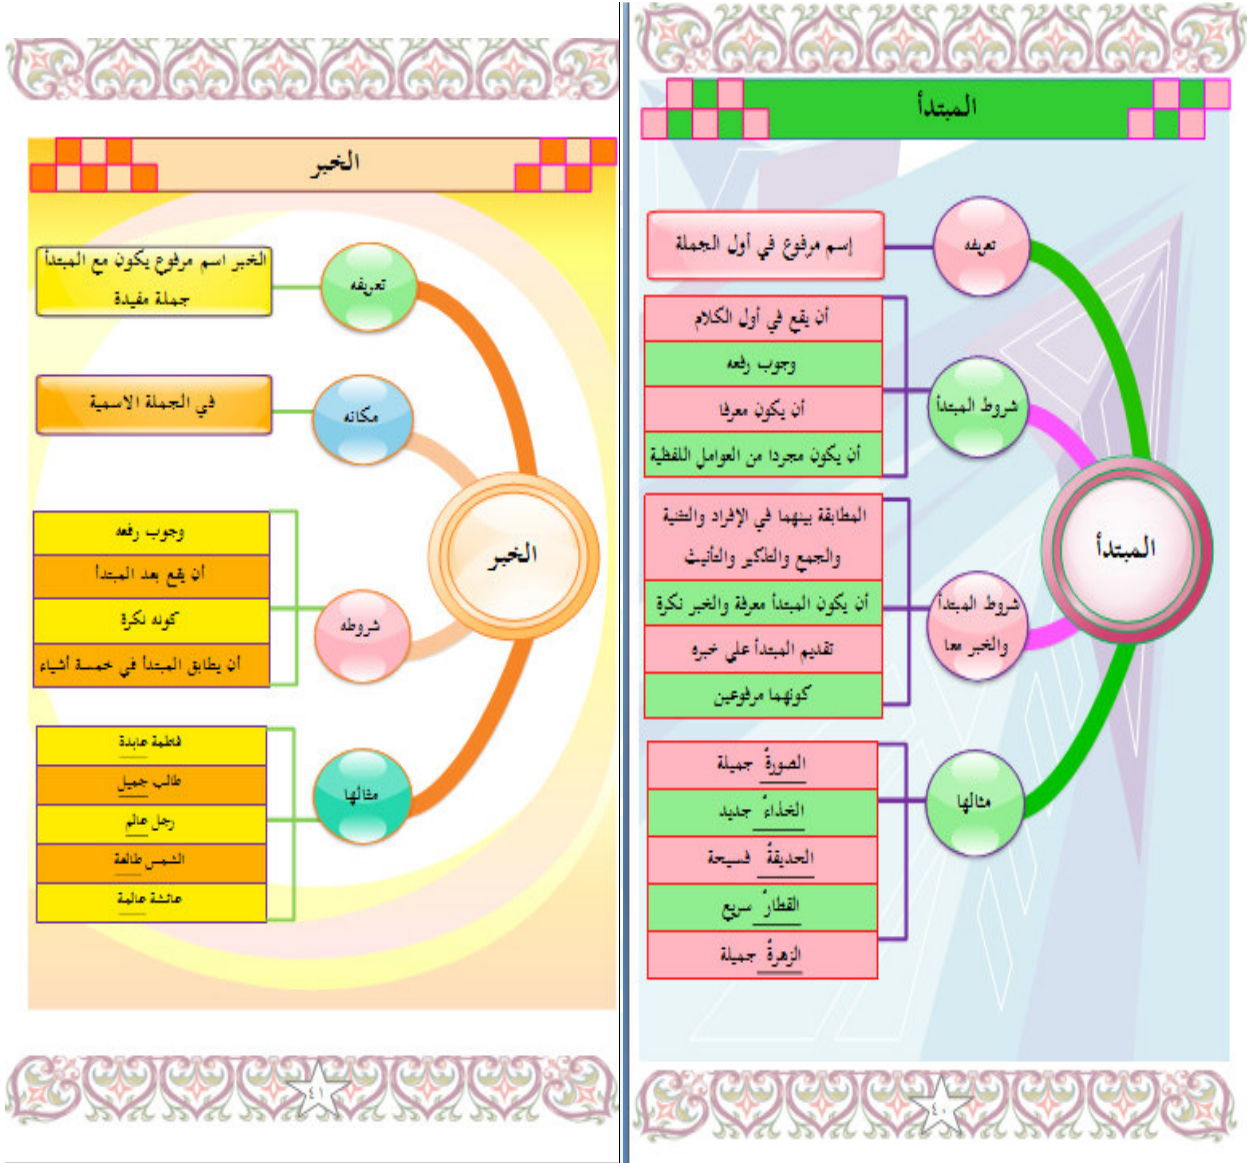 المبتدأ
تعريفه
إسم مرفوع في أول الجملة
شروط المبتدأ
أن يقع في أول الكلام
وجوب رفعه
أن يكون معرفا
أن يكون مجردا من العوامل اللفظية
المبتدأ
شروط المبتدأ
والخبر معا
المطابقة بينهما في الإفراد والتثنية
والجمع والتذكير والتأنيث
أن يكون المبتدأ معرفة والخبر نكرة
تقديم المبتدأ على خبره
كونهما مرفوعين
مثالها
الصورةُ جميلة
الخذاءُ جديد
الحديقةُ فسيحة
القطارُ سريع
الزهرةُ جميلة
٤٠
الخبر
تعريفه
الخبر اسم مرفوع يكون مع المبتدأ
جملة مفيدة
مكانه
في الجملة الاسمية
الخبر
شروطه
وجوب رفعه
أن يقع بعد المبتدأ
كونه نكرة
أن يطابق المبتدأ في خمسة أشياء
مثالها
فاطمة عابدة
طالب جميل
رجل عالم
الشمس طالعة
عائشة عالمة
٤١